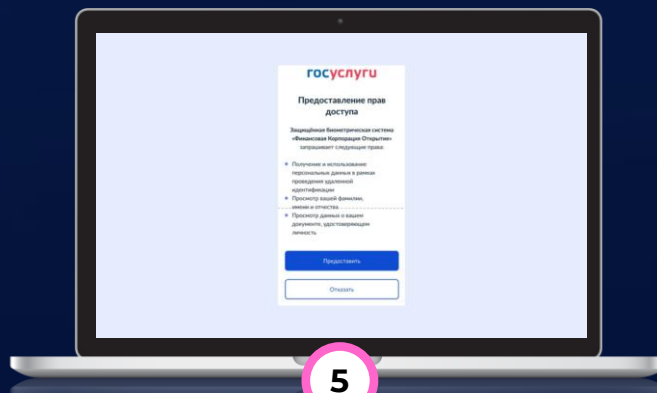 госуслуги
Предоставление прав
доступа
Защищённая биометрическая система
«Финансовая Корпорация Открытие»
запрашивает следующие права:
Получение и использование
персональных данных в рамках
проведения удаленной
идентификации
Просмотр вашей фамилии,
имени и отчества
Просмотр данных о вашем
документе, удостоверяющем
личность
Предоставить
Отказать
5